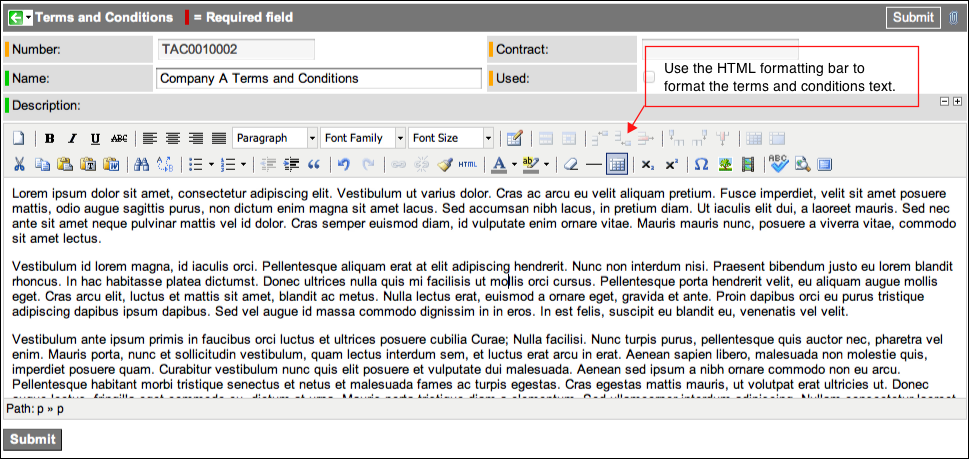 Terms and Conditions = Required field Submit
Number: TAC0010002 Contract:
Name: Company A Terms and Conditions Used:
Use the HTML formatting bar to
format the terms and conditions text.
Description:
B I U ABC Paragraph Font Family Font Size
HTML A ab x₂ x² Ω ABC
Lorem ipsum dolor sit amet, consectetur adipiscing elit. Vestibulum ut varius dolor. Cras ac arcu eu velit aliquam pretium. Fusce imperdiet, velit sit amet posuere
mattis, odio augue sagittis purus, non dictum enim magna sit amet lacus. Sed accumsan nibh lacus, in pretium diam. Ut iaculis elit dui, a laoreet mauris. Sed nec
ante sit amet neque pulvinar mattis vel id dolor. Cras semper euismod diam, id vulputate enim ornare vitae. Mauris mauris nunc, posuere a viverra vitae, commodo
sit amet lectus.
Vestibulum id lorem magna, id iaculis orci. Pellentesque aliquam erat at elit adipiscing hendrerit. Nunc non interdum nisi. Praesent bibendum justo eu lorem blandit
rhoncus. In hac habitasse platea dictumst. Donec ultrices nulla quis mi facilisis ut mollis orci cursus. Pellentesque porta hendrerit velit, eu aliquam augue mollis
eget. Cras arcu elit, luctus et mattis sit amet, blandit ac metus. Nulla lectus erat, euismod a ornare eget, gravida et ante. Proin dapibus orci eu purus tristique
adipiscing dapibus ipsum dapibus. Sed vel augue id massa commodo dignissim in in eros. In est felis, suscipit eu blandit eu, venenatis vel velit.
Vestibulum ante ipsum primis in faucibus orci luctus et ultrices posuere cubilia Curae; Nulla facilisi. Nunc turpis purus, pellentesque quis auctor nec, pharetra vel
enim. Mauris porta, nunc et sollicitudin vestibulum, quam lectus interdum sem, et luctus erat arcu in erat. Aenean sapien libero, malesuada non molestie quis,
imperdiet posuere quam. Curabitur vestibulum nunc quis elit posuere et vulputate dui malesuada. Aenean sed ipsum a nibh ornare commodo non eu arcu.
Pellentesque habitant morbi tristique senectus et netus et malesuada fames ac turpis egestas. Cras egestas mattis mauris, ut volutpat erat ultricies ut. Donec
Path: p » p
Submit